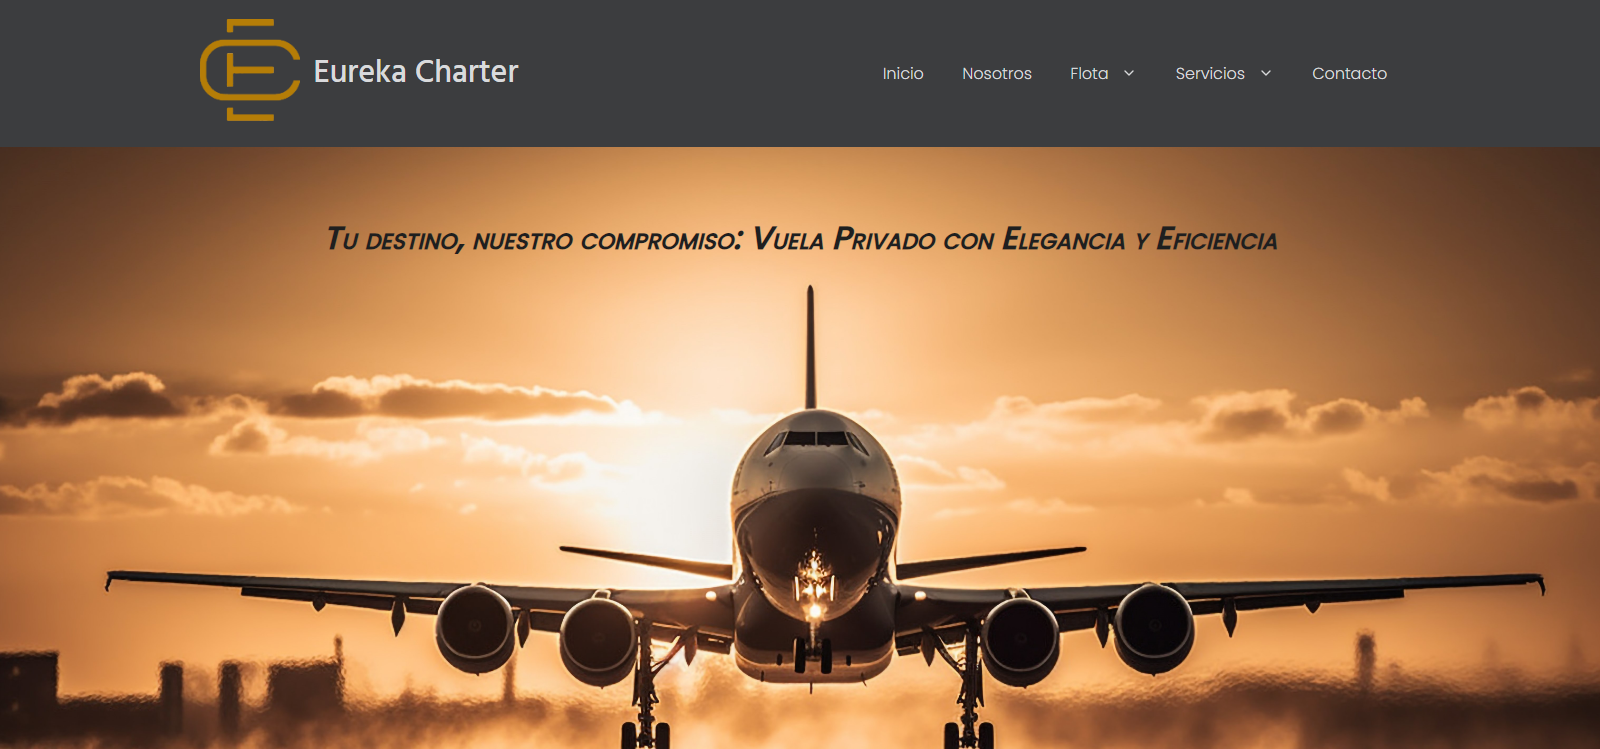 Eureka Charter
Inicio Nosotros Flota Servicios Contacto
Tu destino, nuestro compromiso: Vuela Privado con Elegancia y Eficiencia